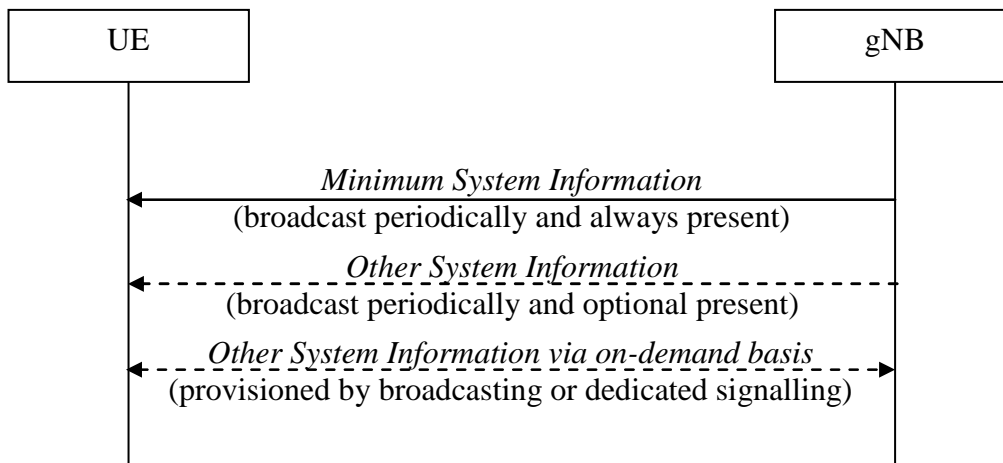 UE
gNB
Minimum System Information
(broadcast periodically and always present)
Other System Information
(broadcast periodically and optional present)
Other System Information via on-demand basis
(provisioned by broadcasting or dedicated signalling)